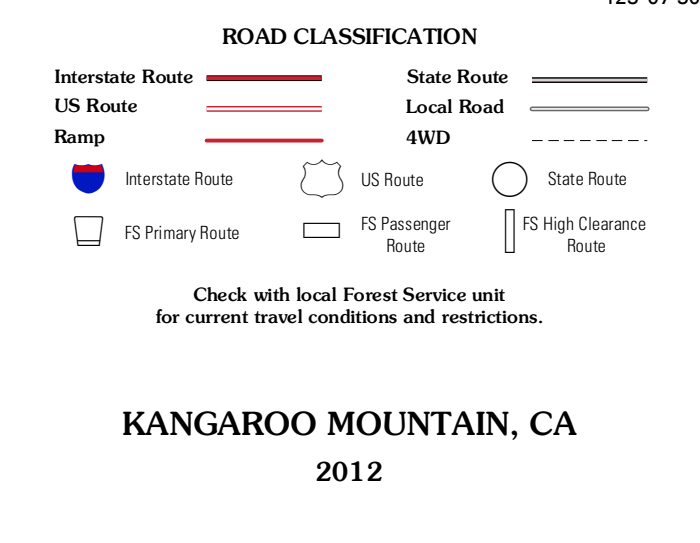 ROAD CLASSIFICATION
Interstate Route State Route
US Route Local Road
Ramp 4WD
Interstate Route US Route State Route
FS Primary Route
FS Passenger
Route
FS High Clearance
Route
Check with local Forest Service unit
for current travel conditions and restrictions.
KANGAROO MOUNTAIN, CA
2012